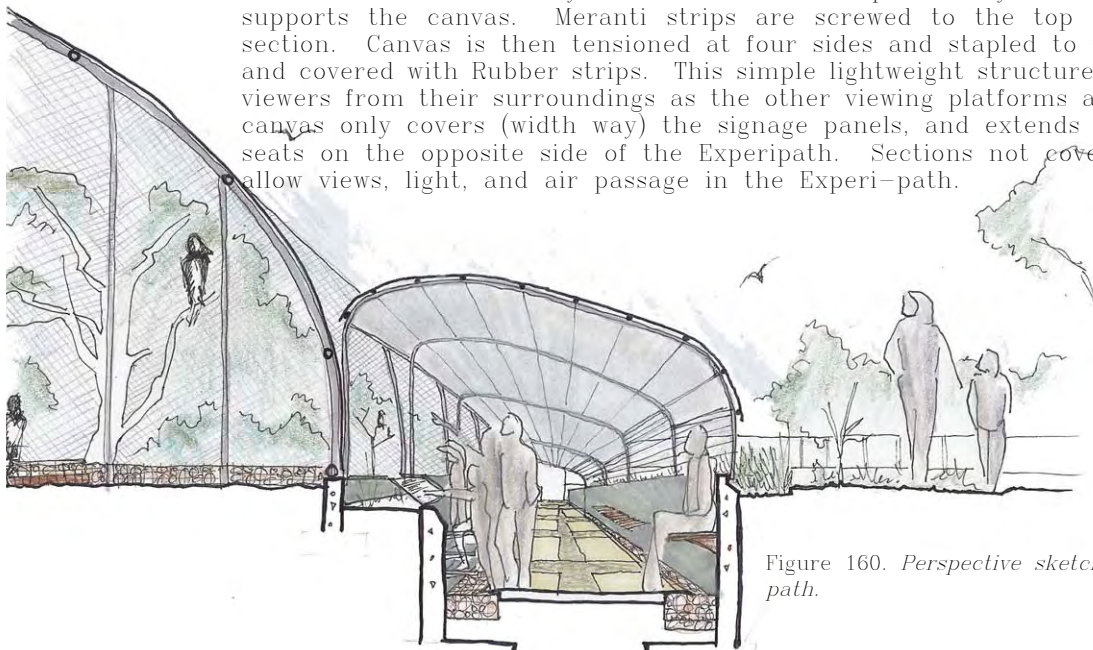 supports the canvas. Meranti strips are screwed to the top
section. Canvas is then tensioned at four sides and stapled to
and covered with Rubber strips. This simple lightweight structure
viewers from their surroundings as the other viewing platforms
canvas only covers (width way) the signage panels, and extends
seats on the opposite side of the Experipath. Sections not
allow views, light, and air passage in the Experi-path.
Figure 160. Perspective sketch
path.